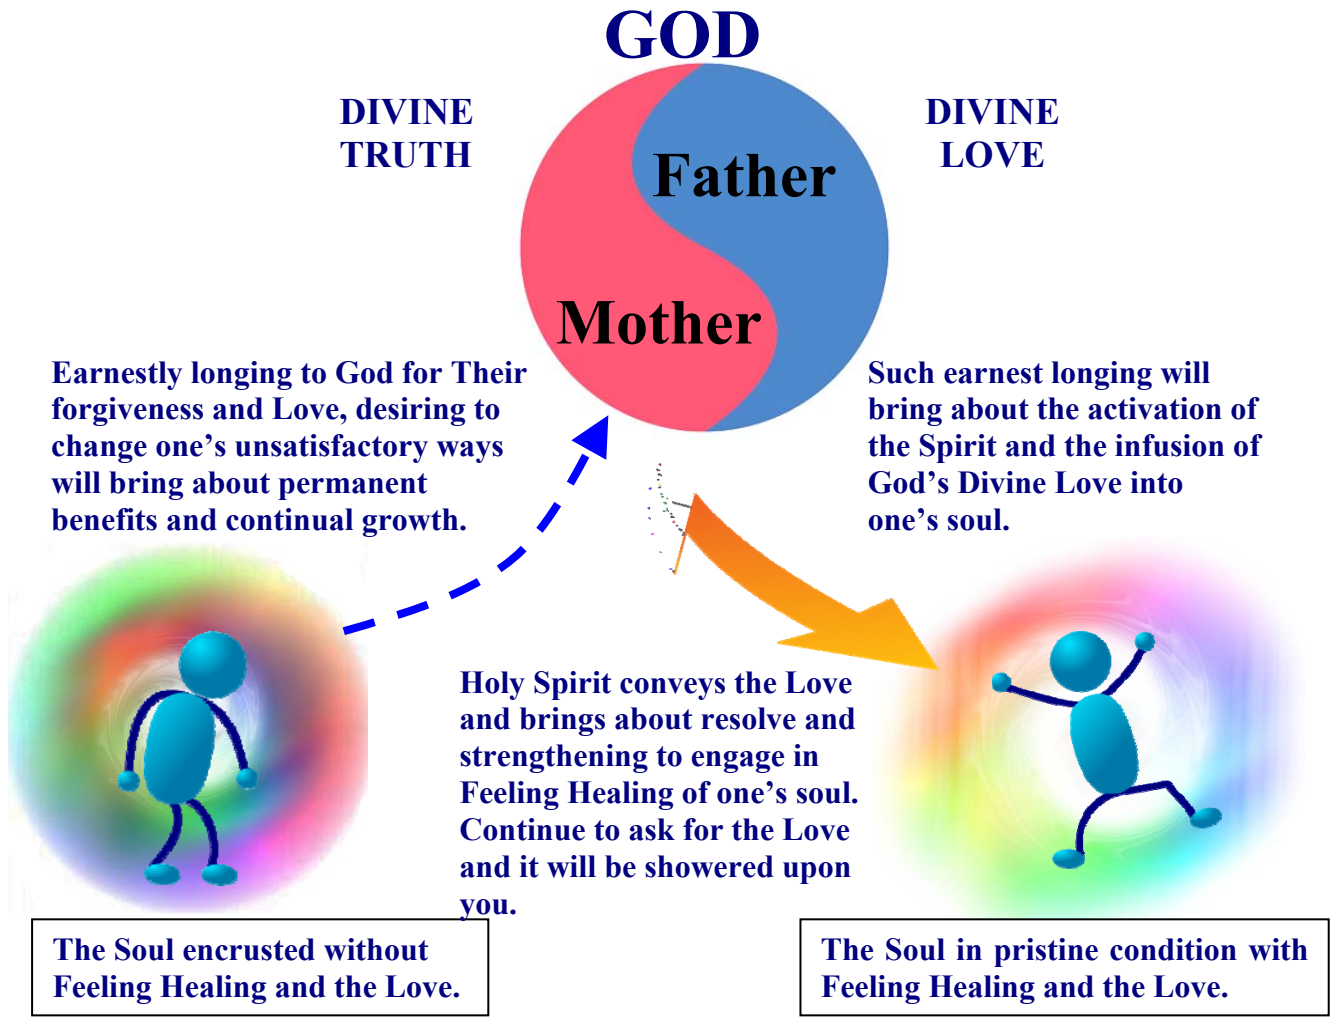 GOD
DIVINE
TRUTH
DIVINE
LOVE
Father
Mother
Earnestly longing to God for Their
forgiveness and Love, desiring to
change one’s unsatisfactory ways
will bring about permanent
benefits and continual growth.
Such earnest longing will
bring about the activation of
the Spirit and the infusion of
God’s Divine Love into
one’s soul.
Holy Spirit conveys the Love
and brings about resolve and
strengthening to engage in
Feeling Healing of one’s soul.
Continue to ask for the Love
and it will be showered upon
you.
The Soul encrusted without
Feeling Healing and the Love.
The Soul in pristine condition with
Feeling Healing and the Love.